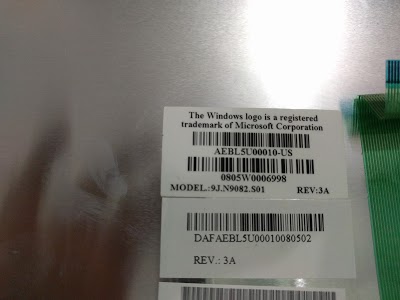 The Windows logo is a registered
trademark of Microsoft Corporation
AEBL5U00010-US
0805W0006998
MODEL:9J.N9082.S01 REV:3A
DAFAEBL5U00010080502
REV.: 3A